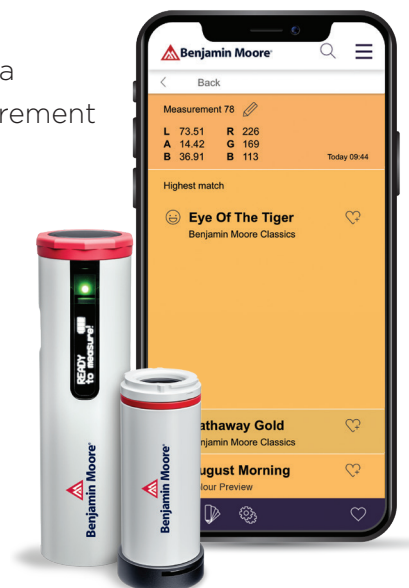 a
rement
Benjamin Moore®
Back
Measurement 78
L 73.51 R 226
A 14.42 G 169
B 36.91 B 113
Today 09:44
Highest match
Eye Of The Tiger
Benjamin Moore Classics
athaway Gold
njamin Moore Classics
ugust Morning
lour Preview
READY
to measure!
Benjamin Moore®
Benjamin Moore®